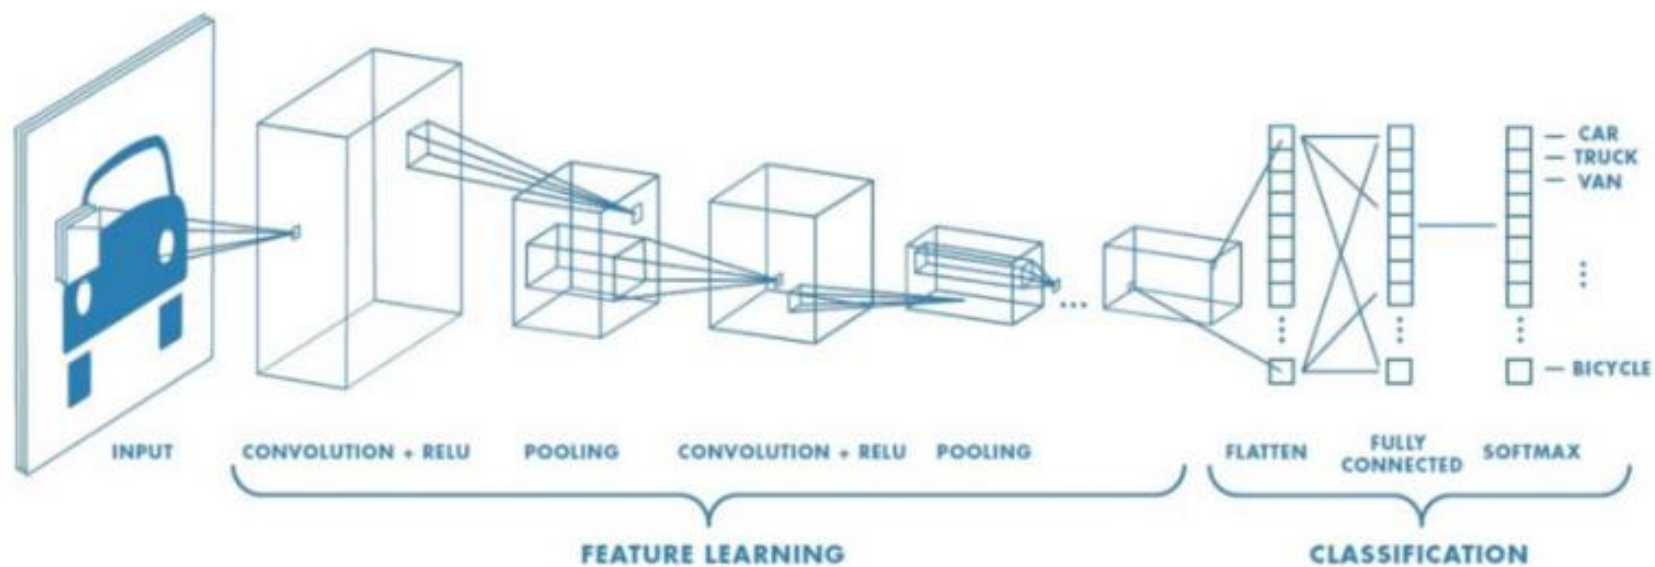 CAR
TRUCK
VAN
BICYCLE
INPUT
CONVOLUTION + RELU
POOLING
CONVOLUTION + RELU
POOLING
FLATTEN
FULLY
CONNECTED
SOFTMAX
FEATURE LEARNING
CLASSIFICATION